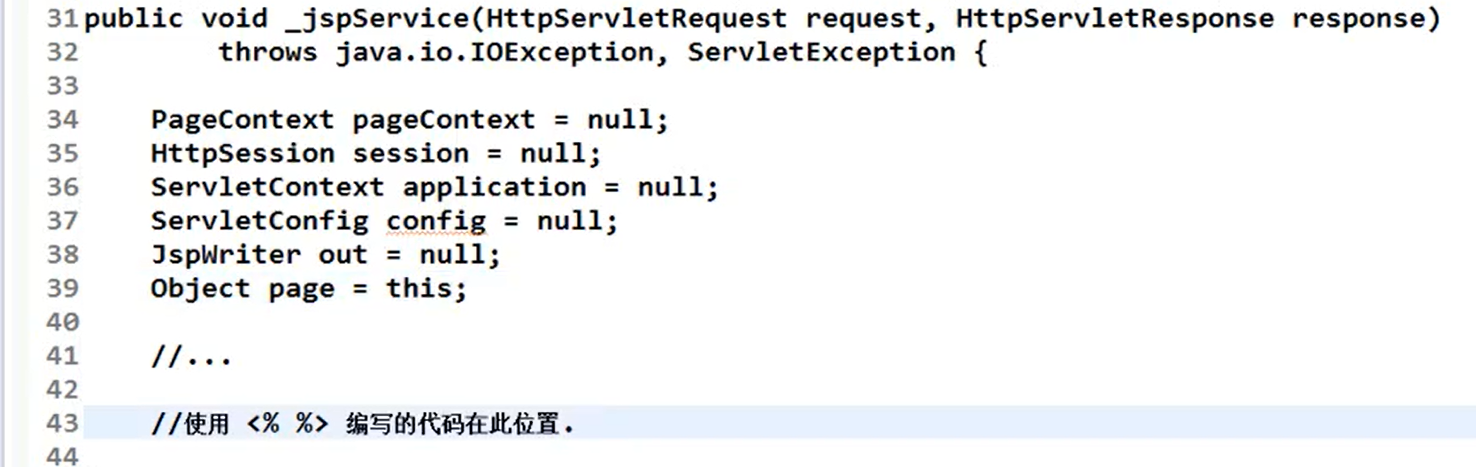 31 public void _jspService(HttpServletRequest request, HttpServletResponse response)
32         throws java.io.IOException, ServletException {
33
34     PageContext pageContext = null;
35     HttpSession session = null;
36     ServletContext application = null;
37     ServletConfig config = null;
38     JspWriter out = null;
39     Object page = this;
40
41     //...
42
43     //使用 <% %> 编写的代码在此位置.
44